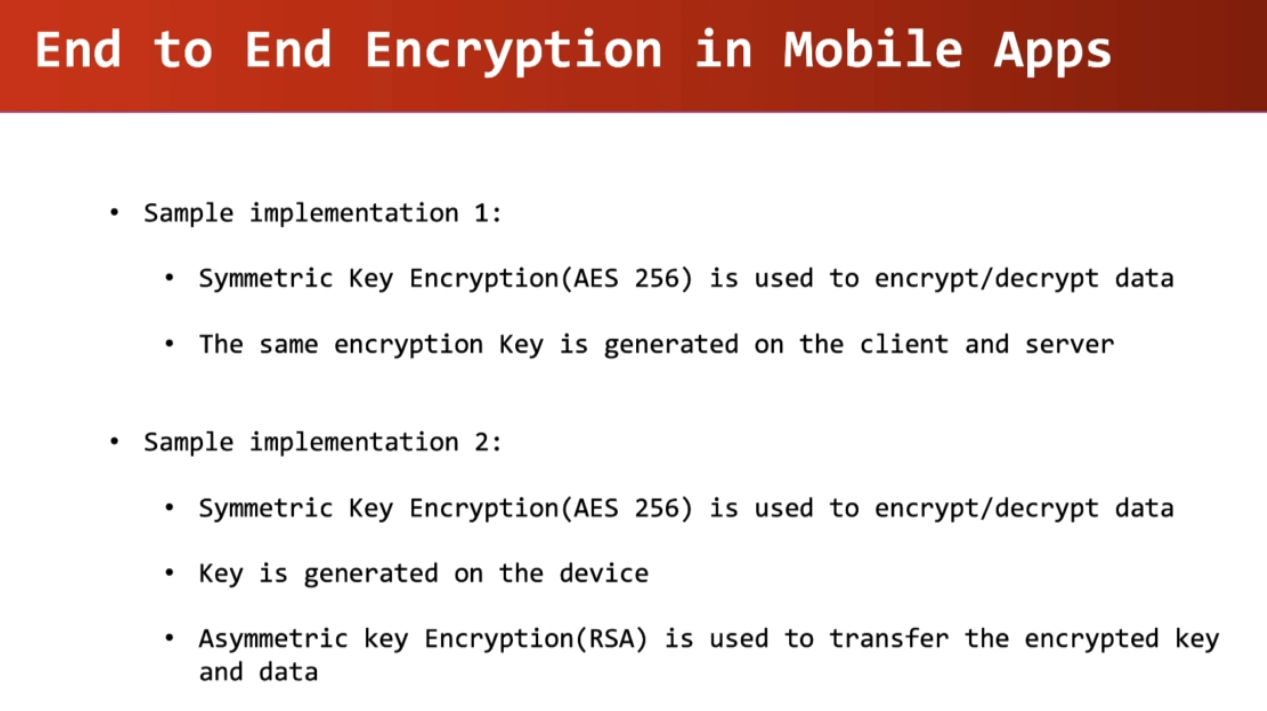 End to End Encryption in Mobile Apps
• Sample implementation 1:
• Symmetric Key Encryption(AES 256) is used to encrypt/decrypt data
• The same encryption Key is generated on the client and server
• Sample implementation 2:
• Symmetric Key Encryption(AES 256) is used to encrypt/decrypt data
• Key is generated on the device
• Asymmetric key Encryption(RSA) is used to transfer the encrypted key
and data